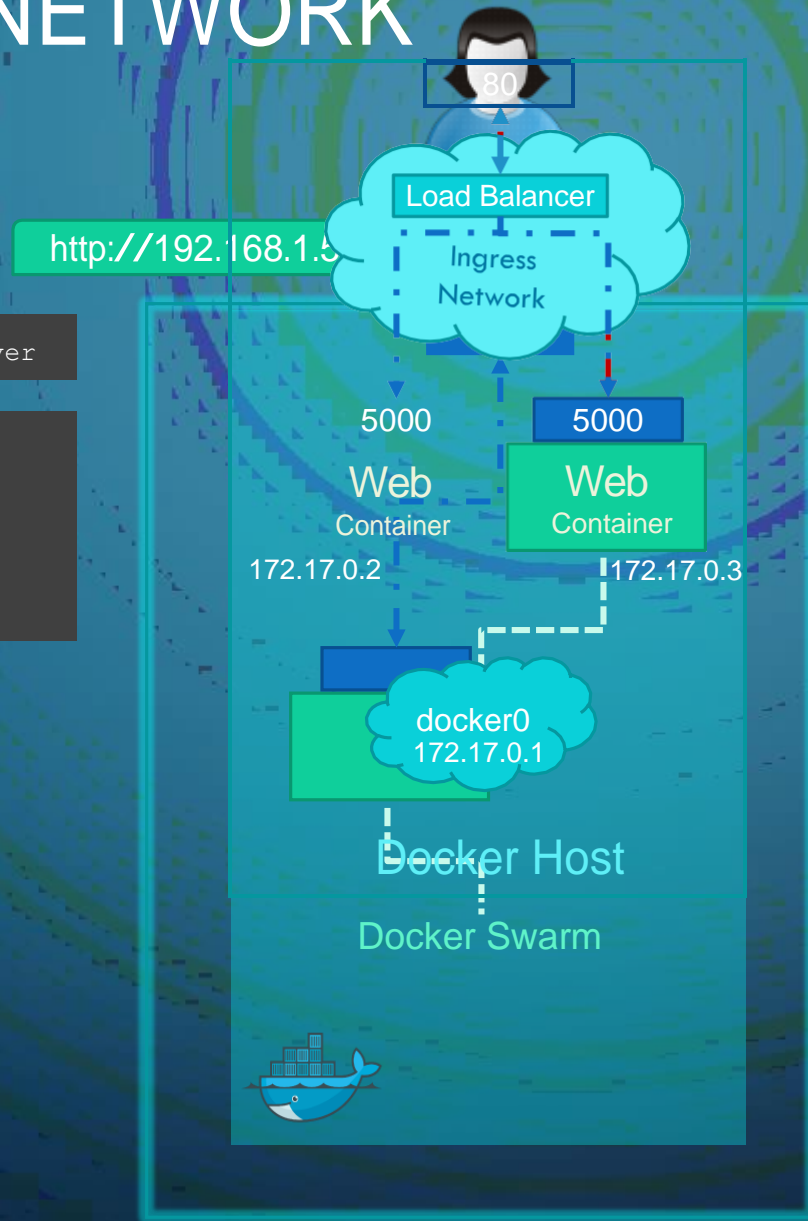 NETWORK
80
Load Balancer
http://192.168.1.5
Ingress
Network
5000
5000
Web
Container
Web
Container
172.17.0.2
172.17.0.3
docker0
172.17.0.1
Docker Host
Docker Swarm